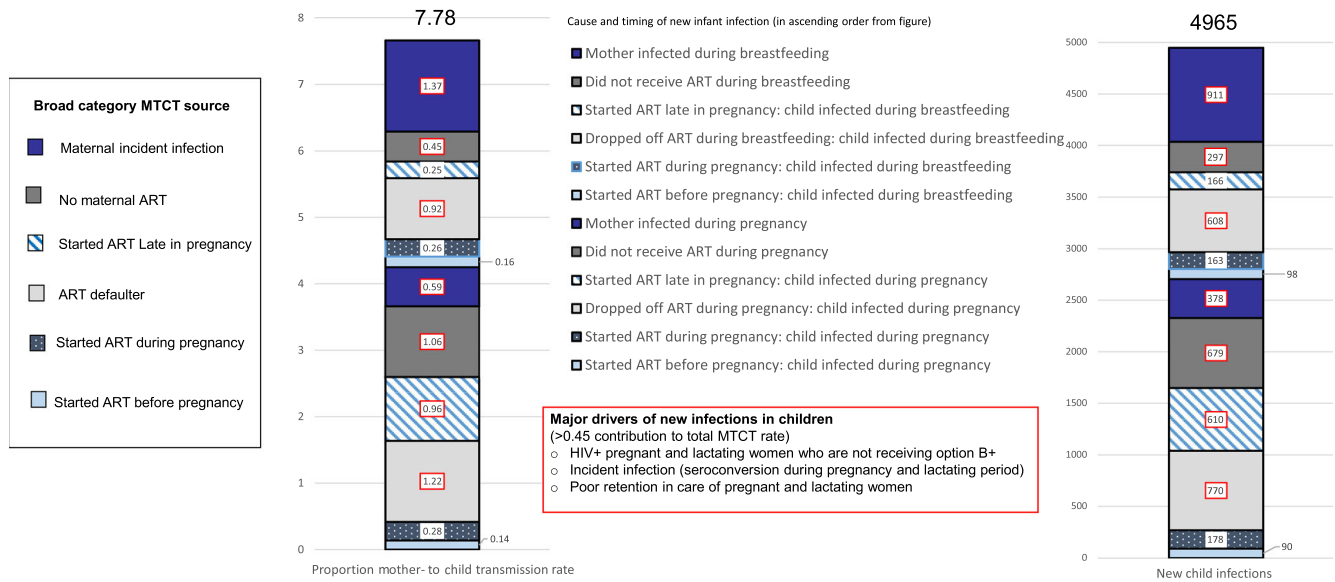 Broad category MTCT source
Maternal incident infection
No maternal ART
Started ART Late in pregnancy
ART defaulter
Started ART during pregnancy
Started ART before pregnancy
7.78
8
7
6
5
4
3
2
1
0
1.37
0.45
0.25
0.92
0.26
0.16
0.59
1.06
0.96
1.22
0.28
0.14
Proportion mother- to child transmission rate
Cause and timing of new infant infection (in ascending order from figure)
Mother infected during breastfeeding
Did not receive ART during breastfeeding
Started ART late in pregnancy: child infected during breastfeeding
Dropped off ART during breastfeeding: child infected during breastfeeding
Started ART during pregnancy: child infected during breastfeeding
Started ART before pregnancy: child infected during breastfeeding
Mother infected during pregnancy
Did not receive ART during pregnancy
Started ART late in pregnancy: child infected during pregnancy
Dropped off ART during pregnancy: child infected during pregnancy
Started ART during pregnancy: child infected during pregnancy
Started ART before pregnancy: child infected during pregnancy
Major drivers of new infections in children
(>0.45 contribution to total MTCT rate)
○ HIV+ pregnant and lactating women who are not receiving option B+
○ Incident infection (seroconversion during pregnancy and lactating period)
○ Poor retention in care of pregnant and lactating women
4965
5000
4500
4000
3500
3000
2500
2000
1500
1000
500
0
911
297
166
608
163
98
378
679
610
770
178
90
New child infections